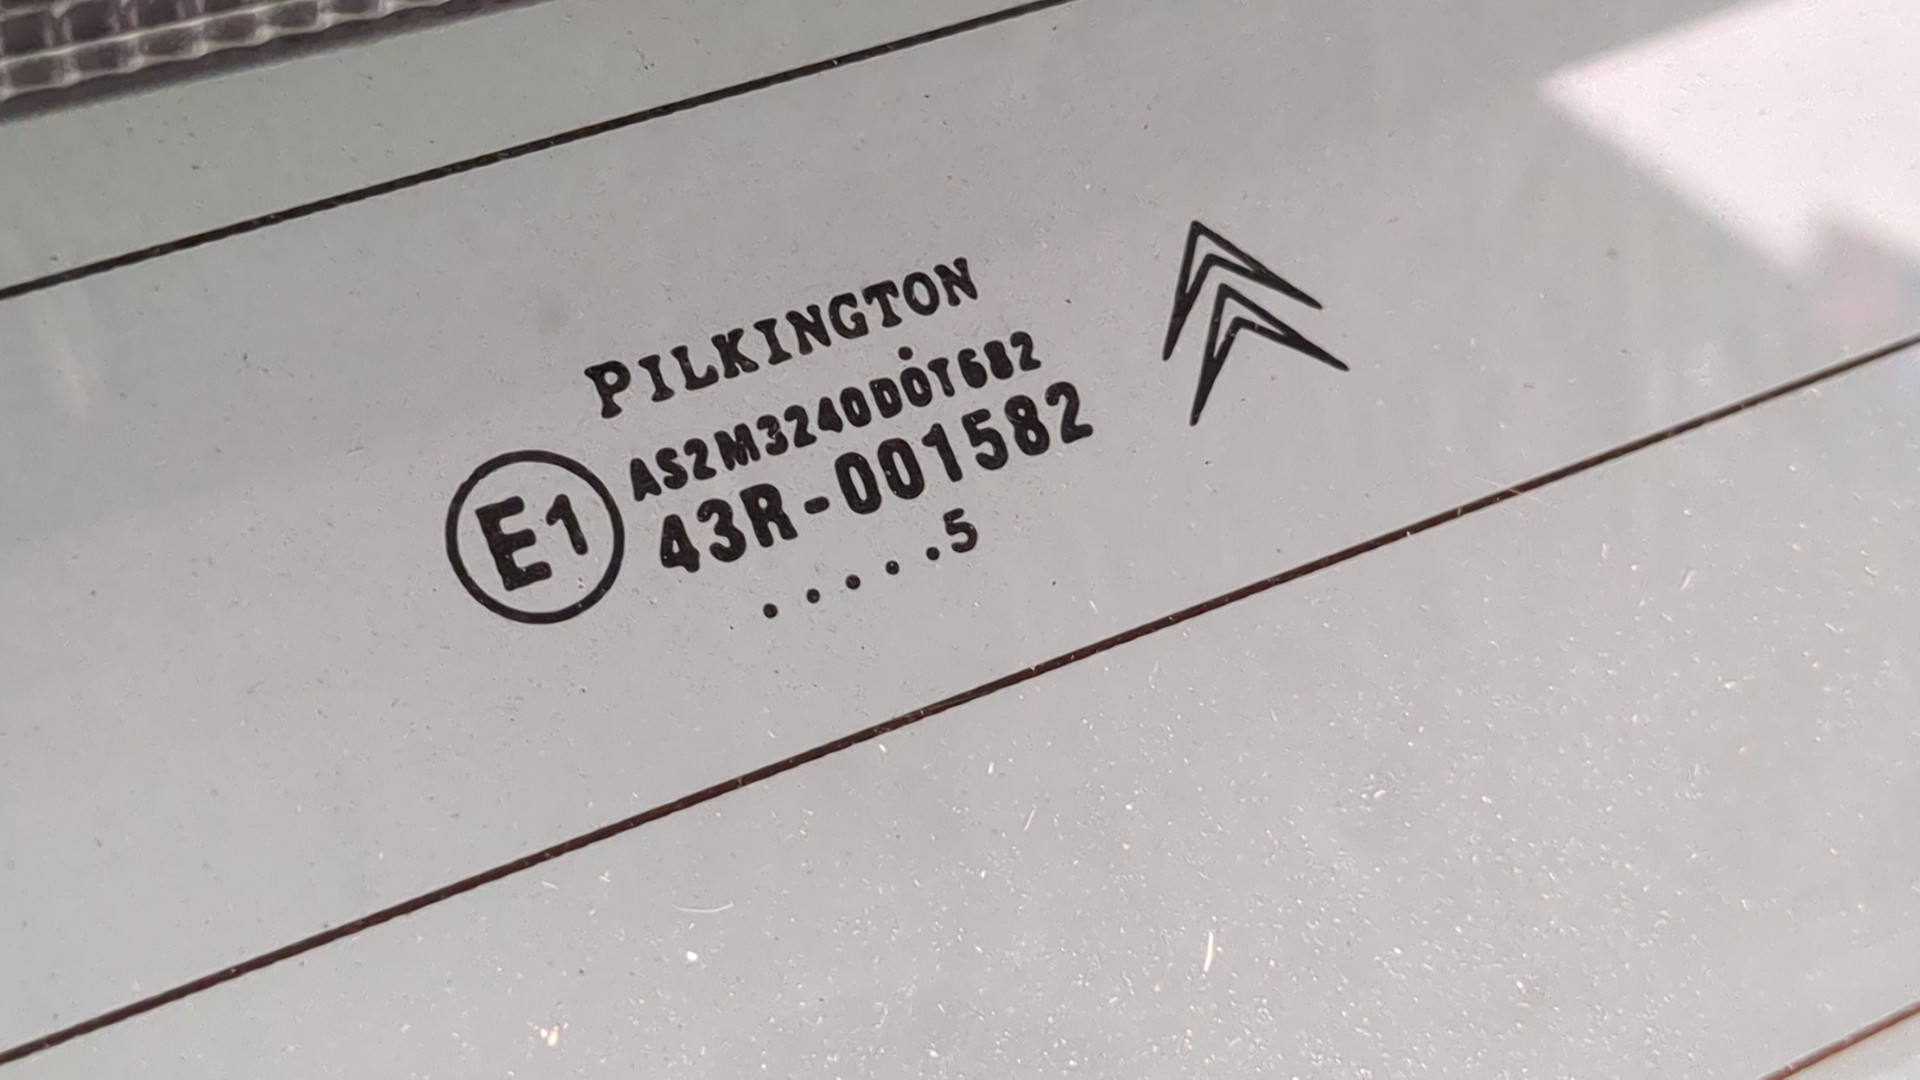 PILKINGTON
AS2M3240DOT682
E1
43R-001582
.....5